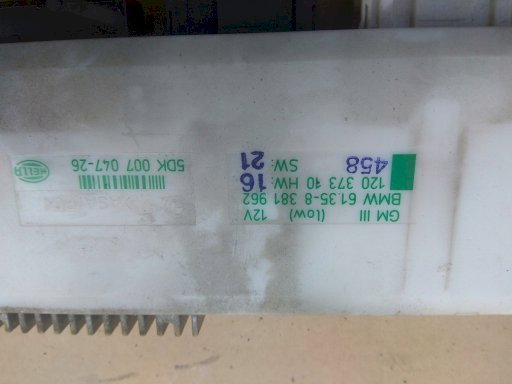 GM III (Low) 12V
BMW 61.35-8 381 962
120 373 10 HW: 16
458 SW: 21
5DK 007 047-26
HELLA